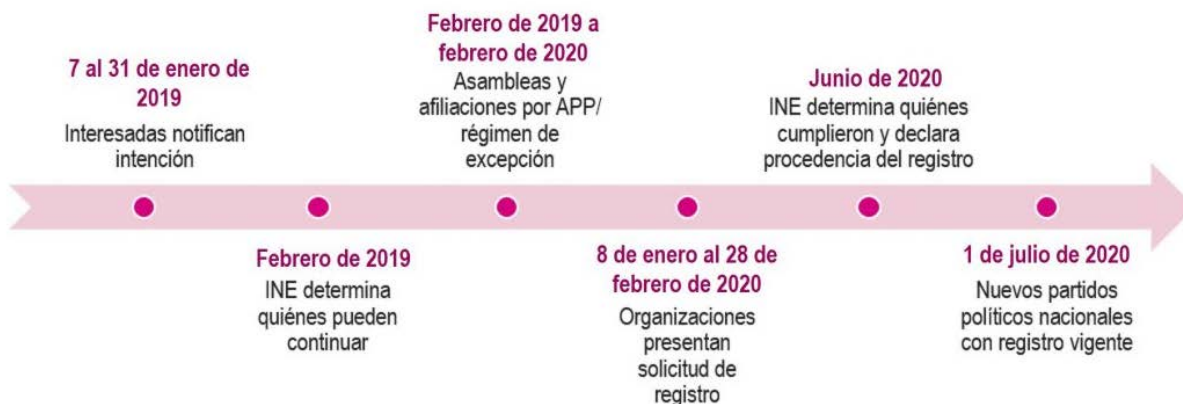 7 al 31 de enero de
2019
Interesadas notifican
intención
Febrero de 2019
INE determina
quiénes pueden
continuar
Febrero de 2019 a
febrero de 2020
Asambleas y
afiliaciones por APP/
régimen de
excepción
8 de enero al 28 de
febrero de 2020
Organizaciones
presentan
solicitud de
registro
Junio de 2020
INE determina quiénes
cumplieron y declara
procedencia del registro
1 de julio de 2020
Nuevos partidos
políticos nacionales
con registro vigente